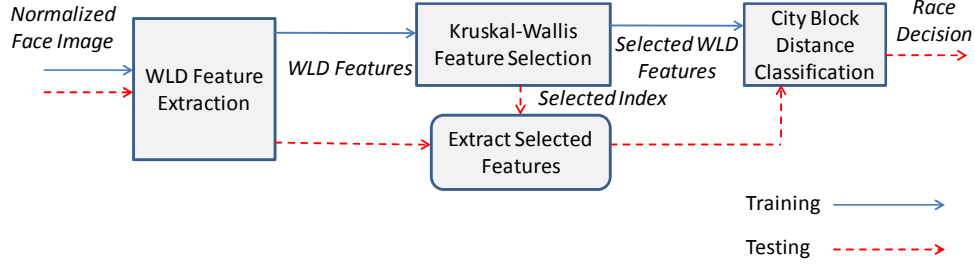 Normalized
Face Image
WLD Feature
Extraction
WLD Features
Kruskal-Wallis
Feature Selection
Selected WLD
Features
City Block
Distance
Classification
Race
Decision
Selected Index
Extract Selected
Features
Training
Testing